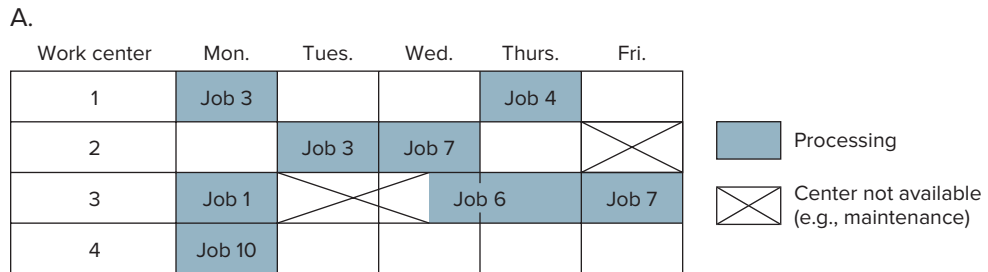 A.
Work center Mon. Tues. Wed. Thurs. Fri.
1 Job 3 Job 4
2 Job 3 Job 7
3 Job 1 Job 6 Job 7
4 Job 10
Processing
Center not available
(e.g., maintenance)